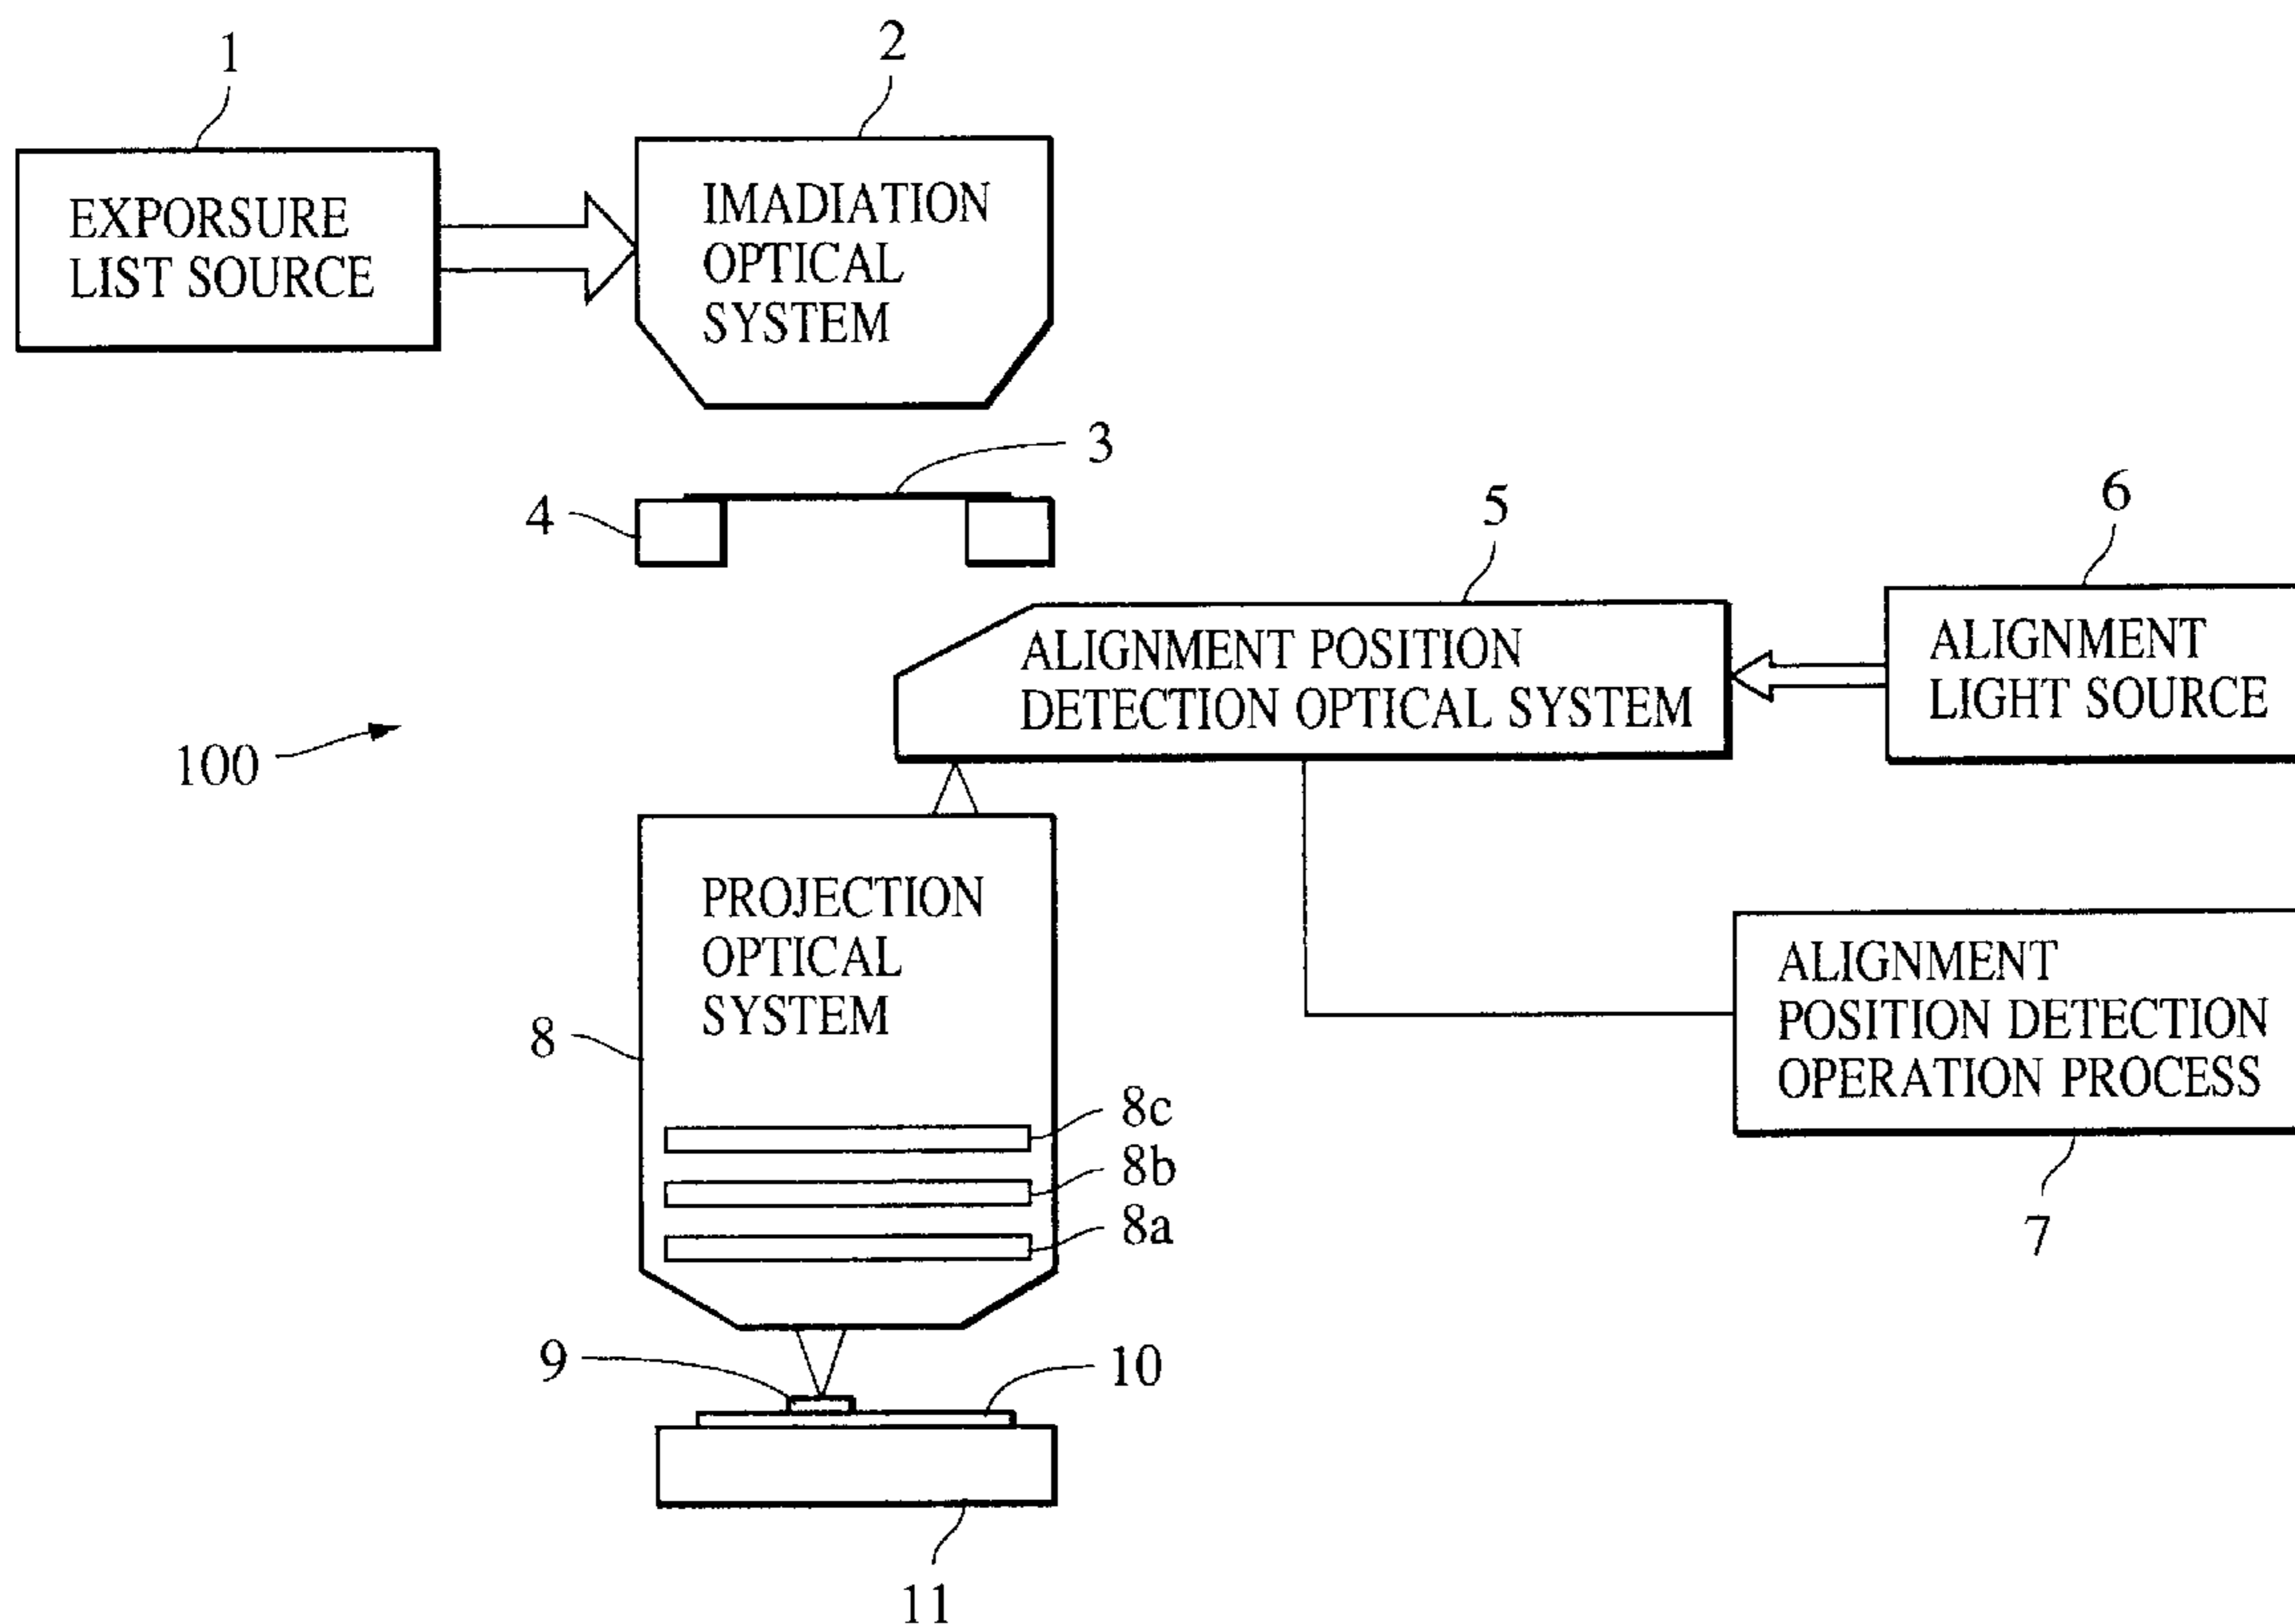 1
2
EXPORSURE
LIST SOURCE
IMADIATION
OPTICAL
SYSTEM
3
4
5
6
ALIGNMENT POSITION
DETECTION OPTICAL SYSTEM
ALIGNMENT
LIGHT SOURCE
100
PROJECTION
OPTICAL
SYSTEM
8
ALIGNMENT
POSITION DETECTION
OPERATION PROCESS
7
8c
8b
8a
9
10
11